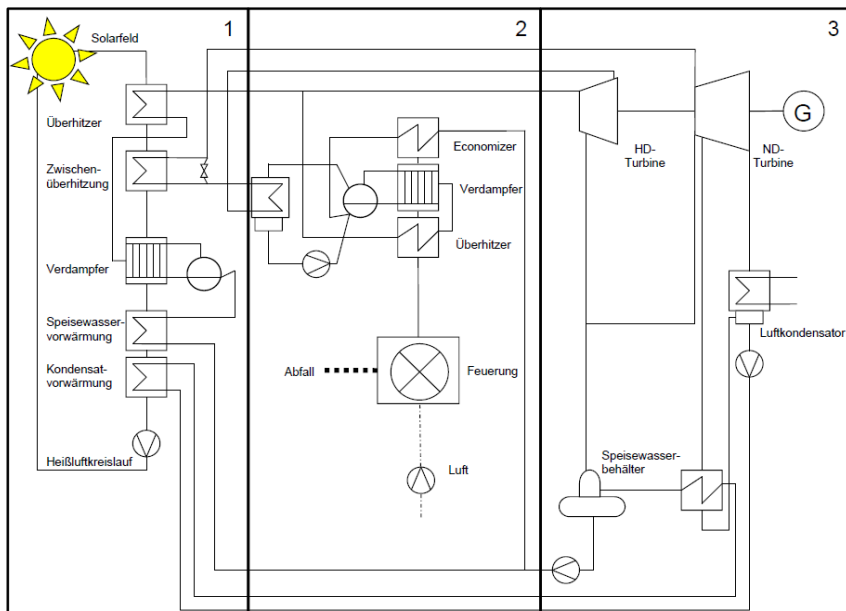 Solarfeld
1
Überhitzer
Zwischen-
überhitzung
Verdampfer
Speisewasser-
vorwärmung
Kondensat-
vorwärmung
Heißluftkreislauf
2
Economizer
Verdampfer
Überhitzer
Abfall
Feuerung
Luft
3
G
HD-
Turbine
ND-
Turbine
Luftkondensator
Speisewasser-
behälter